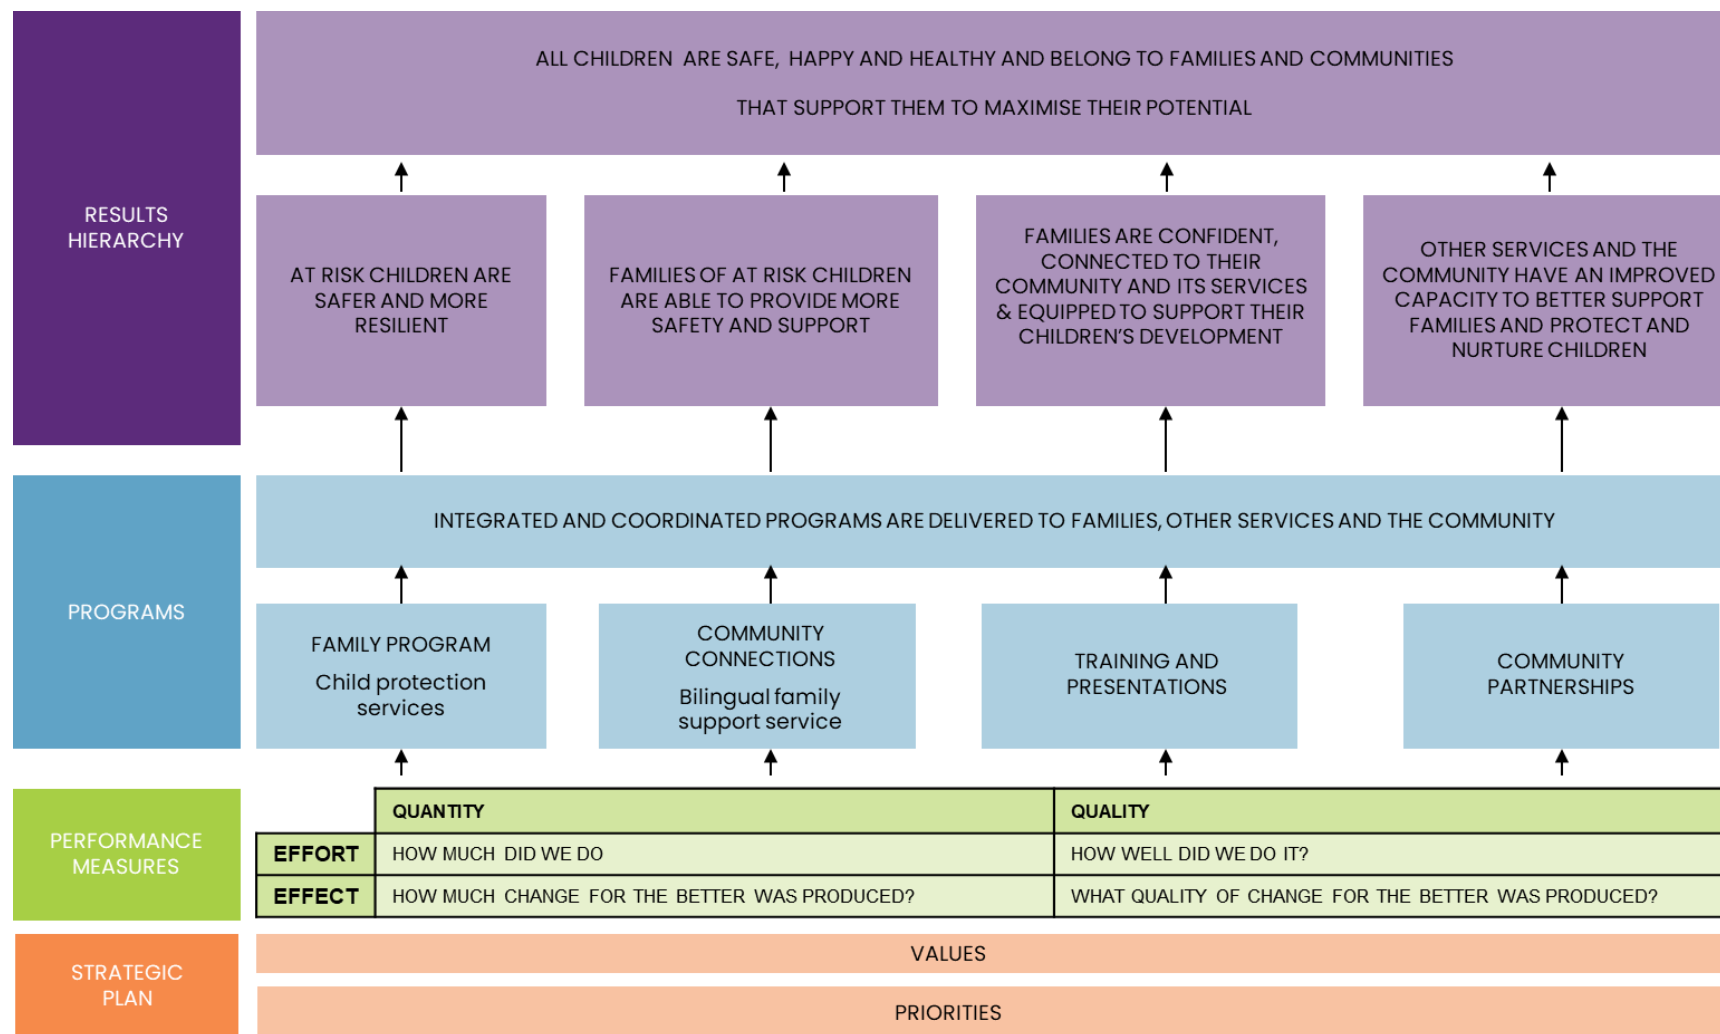 RESULTS
HIERARCHY
ALL CHILDREN ARE SAFE, HAPPY AND HEALTHY AND BELONG TO FAMILIES AND COMMUNITIES
THAT SUPPORT THEM TO MAXIMISE THEIR POTENTIAL
AT RISK CHILDREN ARE
SAFER AND MORE
RESILIENT
FAMILIES OF AT RISK CHILDREN
ARE ABLE TO PROVIDE MORE
SAFETY AND SUPPORT
FAMILIES ARE CONFIDENT,
CONNECTED TO THEIR
COMMUNITY AND ITS SERVICES
& EQUIPPED TO SUPPORT THEIR
CHILDREN'S DEVELOPMENT
OTHER SERVICES AND THE
COMMUNITY HAVE AN IMPROVED
CAPACITY TO BETTER SUPPORT
FAMILIES AND PROTECT AND
NURTURE CHILDREN
PROGRAMS
INTEGRATED AND COORDINATED PROGRAMS ARE DELIVERED TO FAMILIES, OTHER SERVICES AND THE COMMUNITY
FAMILY PROGRAM
Child protection
services
COMMUNITY
CONNECTIONS
Bilingual family
support service
TRAINING AND
PRESENTATIONS
COMMUNITY
PARTNERSHIPS
PERFORMANCE
MEASURES
QUANTITY
QUALITY
EFFORT
HOW MUCH DID WE DO
HOW WELL DID WE DO IT?
EFFECT
HOW MUCH CHANGE FOR THE BETTER WAS PRODUCED?
WHAT QUALITY OF CHANGE FOR THE BETTER WAS PRODUCED?
STRATEGIC
PLAN
VALUES
PRIORITIES